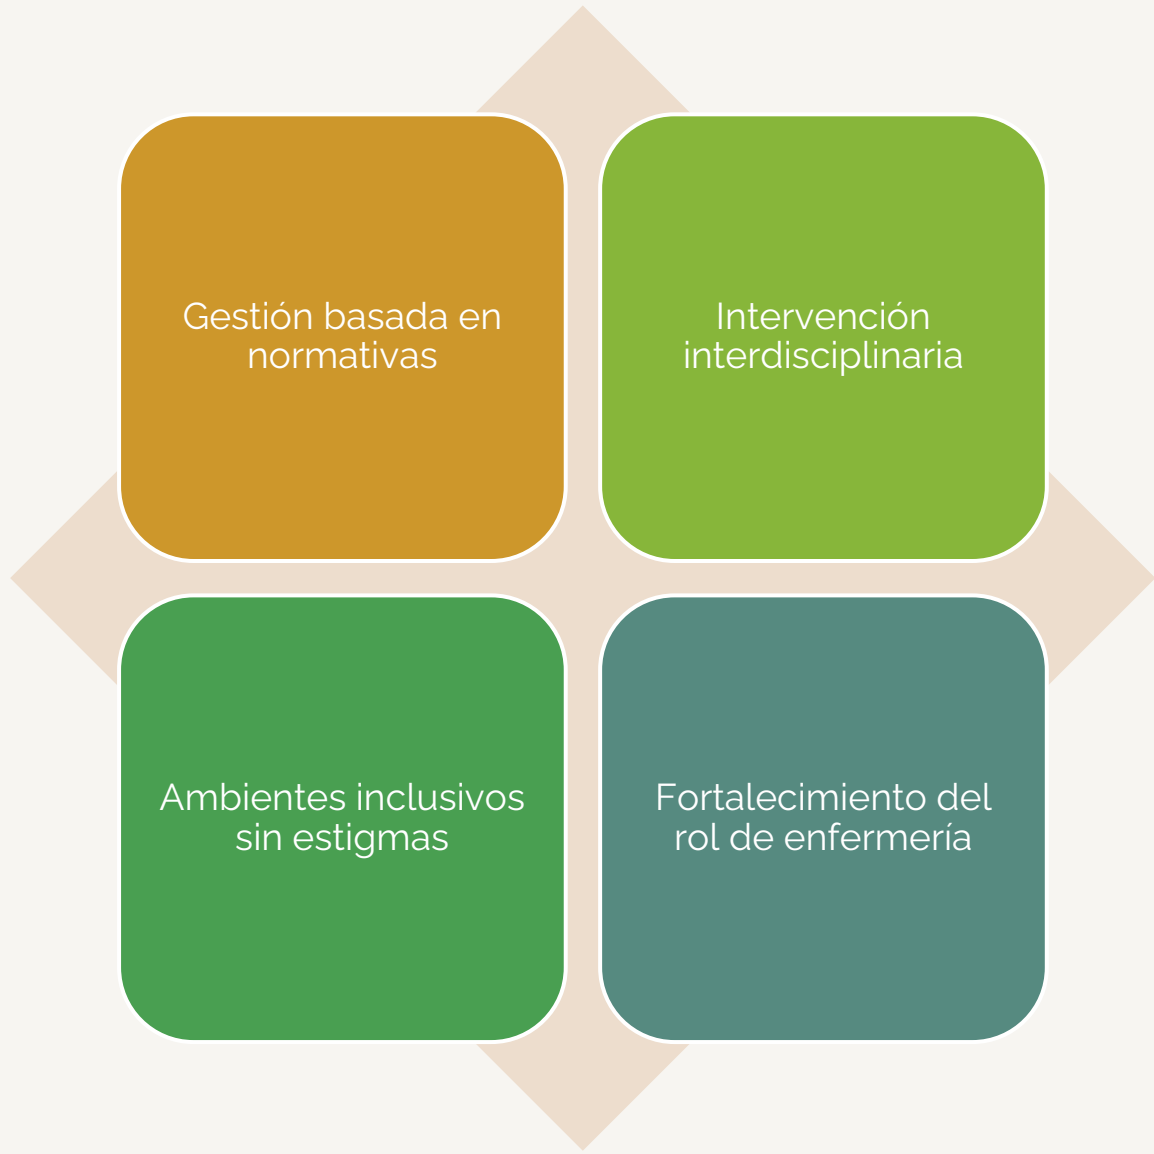 Gestión basada en
normativas
Intervención
interdisciplinaria
Ambientes inclusivos
sin estigmas
Fortalecimiento del
rol de enfermería